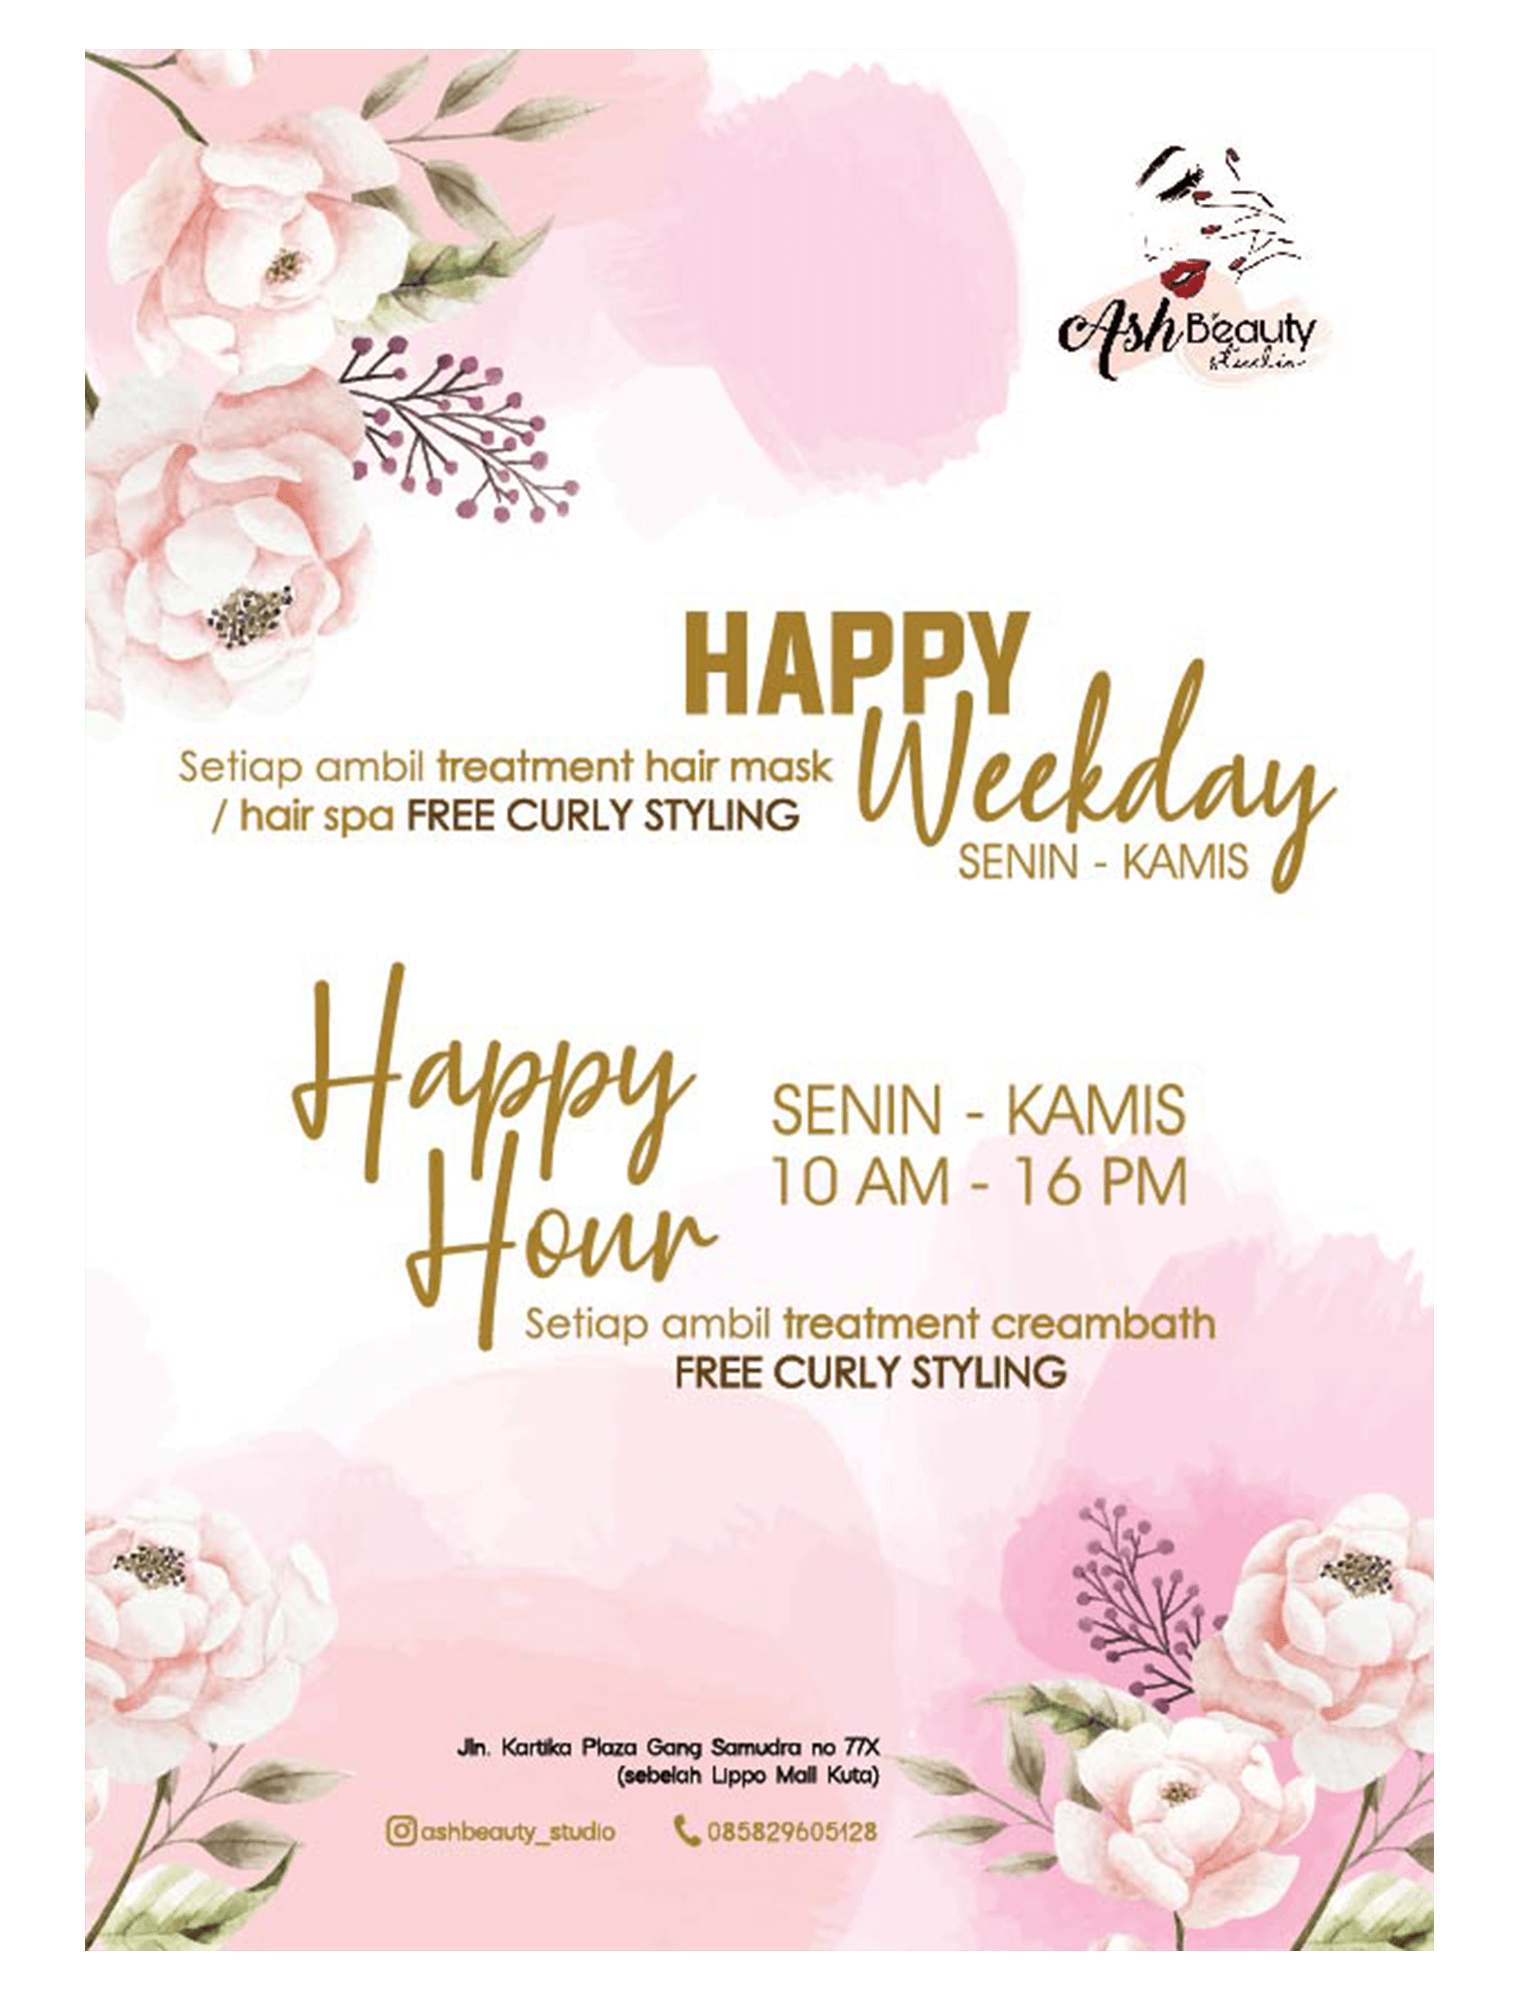 Ash Beauty
HAPPY
Weekday
SENIN - KAMIS
Setiap ambil treatment hair mask
/ hair spa FREE CURLY STYLING
Happy
Hour
SENIN - KAMIS
10 AM - 16 PM
Setiap ambil treatment creambath
FREE CURLY STYLING
Jln. Kartika Plaza Gang Samudra no 77X
(sebelah Lippo Mall Kuta)
ashbeauty_studio 085829605128